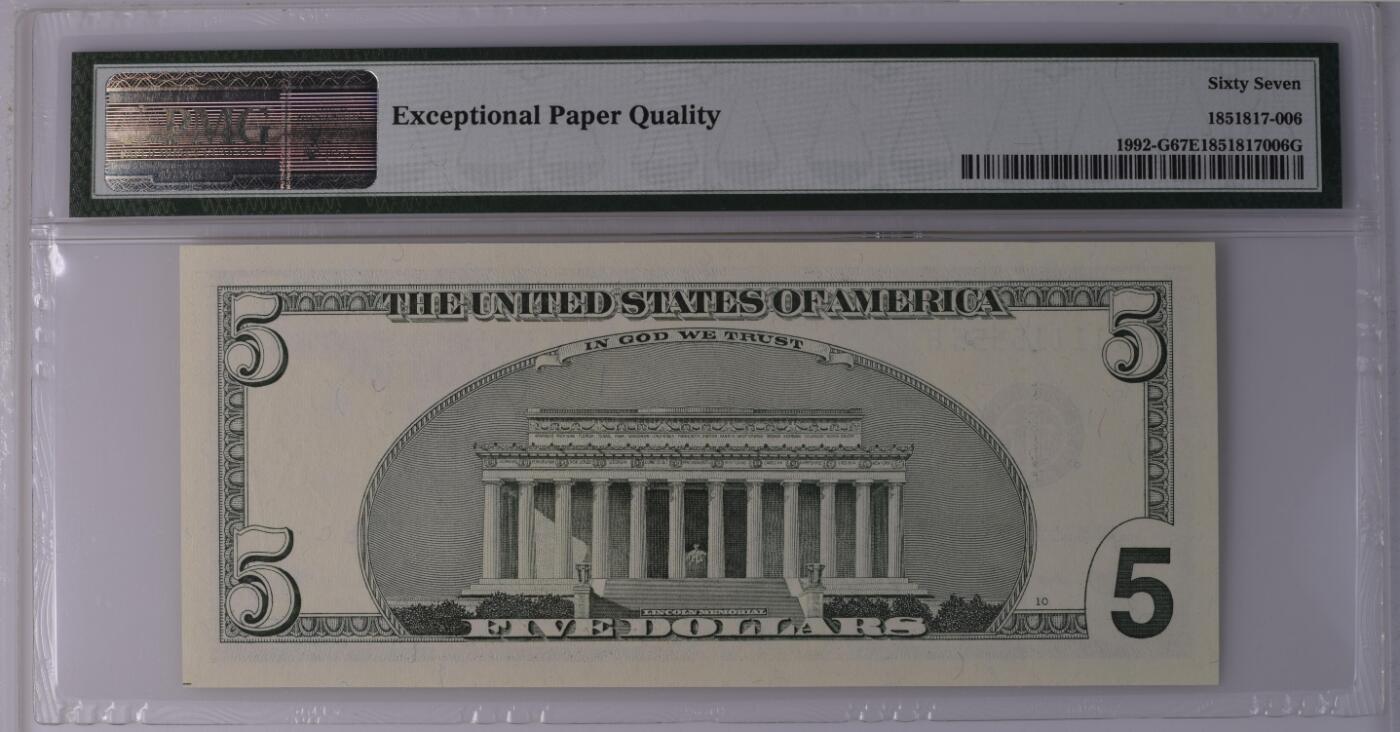 PMG
Exceptional Paper Quality
Sixty Seven
1851817-006
1992-G67E1851817006G
THE UNITED STATES OF AMERICA
5
5
IN GOD WE TRUST
10
LINCOLN MEMORIAL
5
FIVE DOLLARS
5